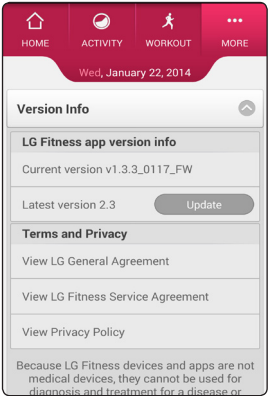 HOME ACTIVITY WORKOUT MORE
Wed, January 22, 2014
Version Info
LG Fitness app version info
Current version v1.3.3_0117_FW
Latest version 2.3 Update
Terms and Privacy
View LG General Agreement
View LG Fitness Service Agreement
View Privacy Policy
Because LG Fitness devices and apps are not
medical devices, they cannot be used for
diagnosis and treatment for a disease or